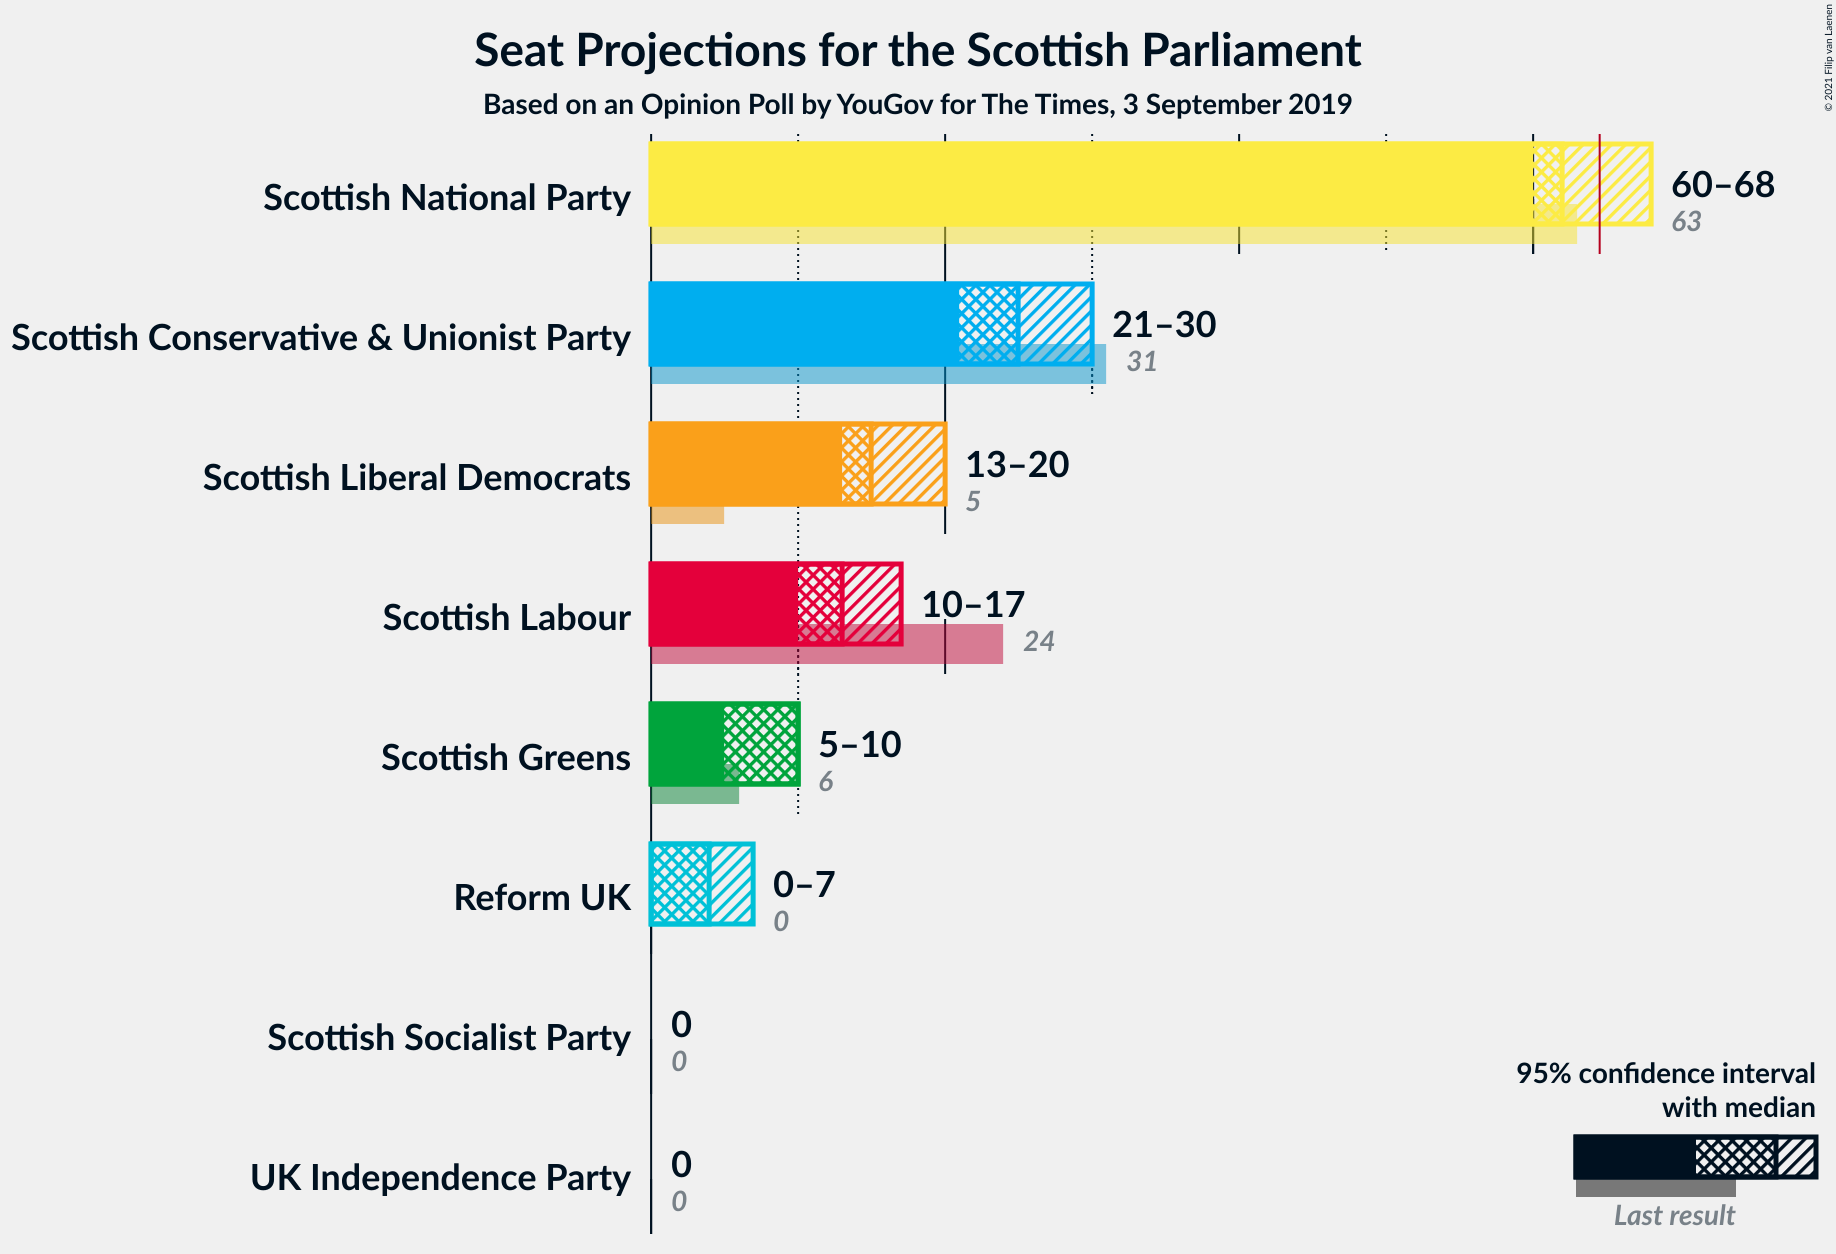 Seat Projections for the Scottish Parliament
Based on an Opinion Poll by YouGov for The Times, 3 September 2019
© 2021 Filip van Laenen
Scottish National Party
60–68
63
Scottish Conservative & Unionist Party
21–30
31
Scottish Liberal Democrats
13–20
5
Scottish Labour
10–17
24
Scottish Greens
5–10
6
Reform UK
0–7
0
Scottish Socialist Party
0
0
UK Independence Party
0
0
95% confidence interval
with median
Last result